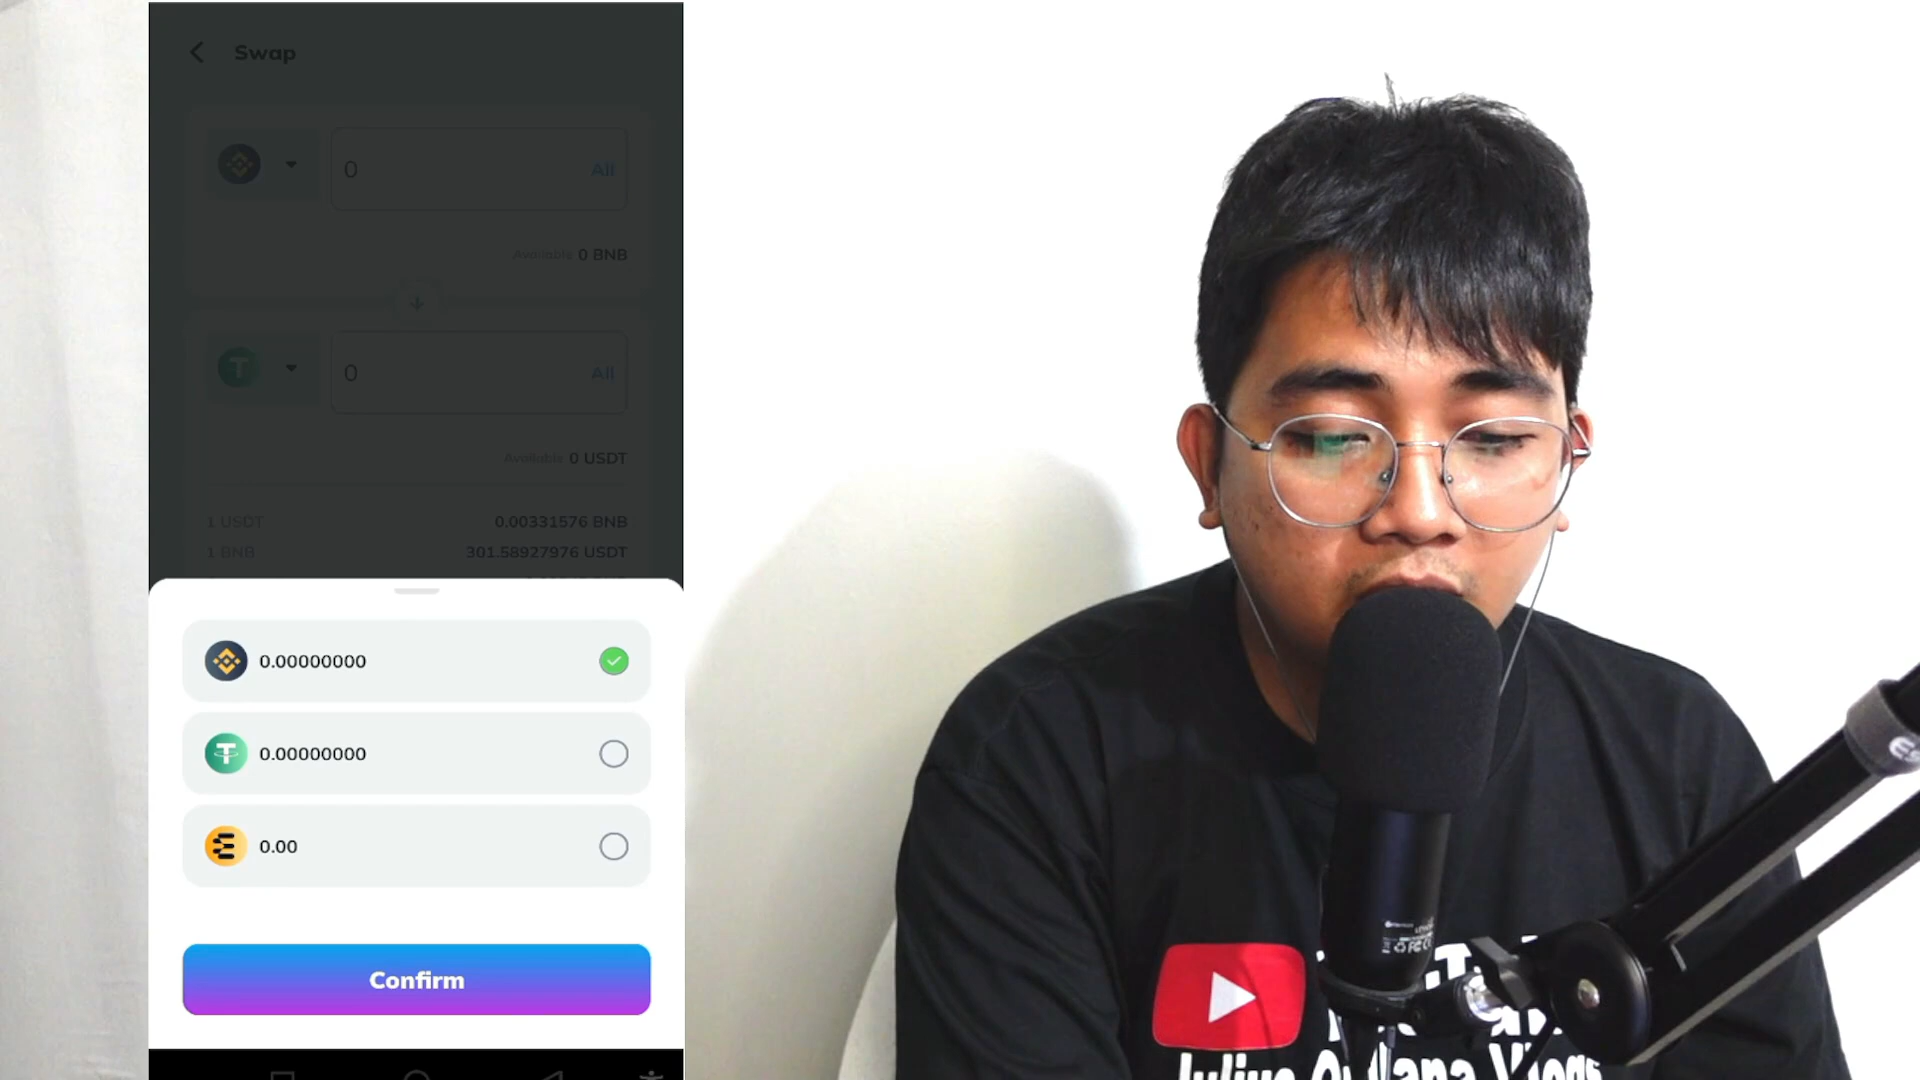 Swap
0 All
Available 0 BNB
0 All
Available 0 USDT
1 USDT 0.00331576 BNB
1 BNB 301.58927976 USDT
0.00000000
0.00000000
0.00
Confirm